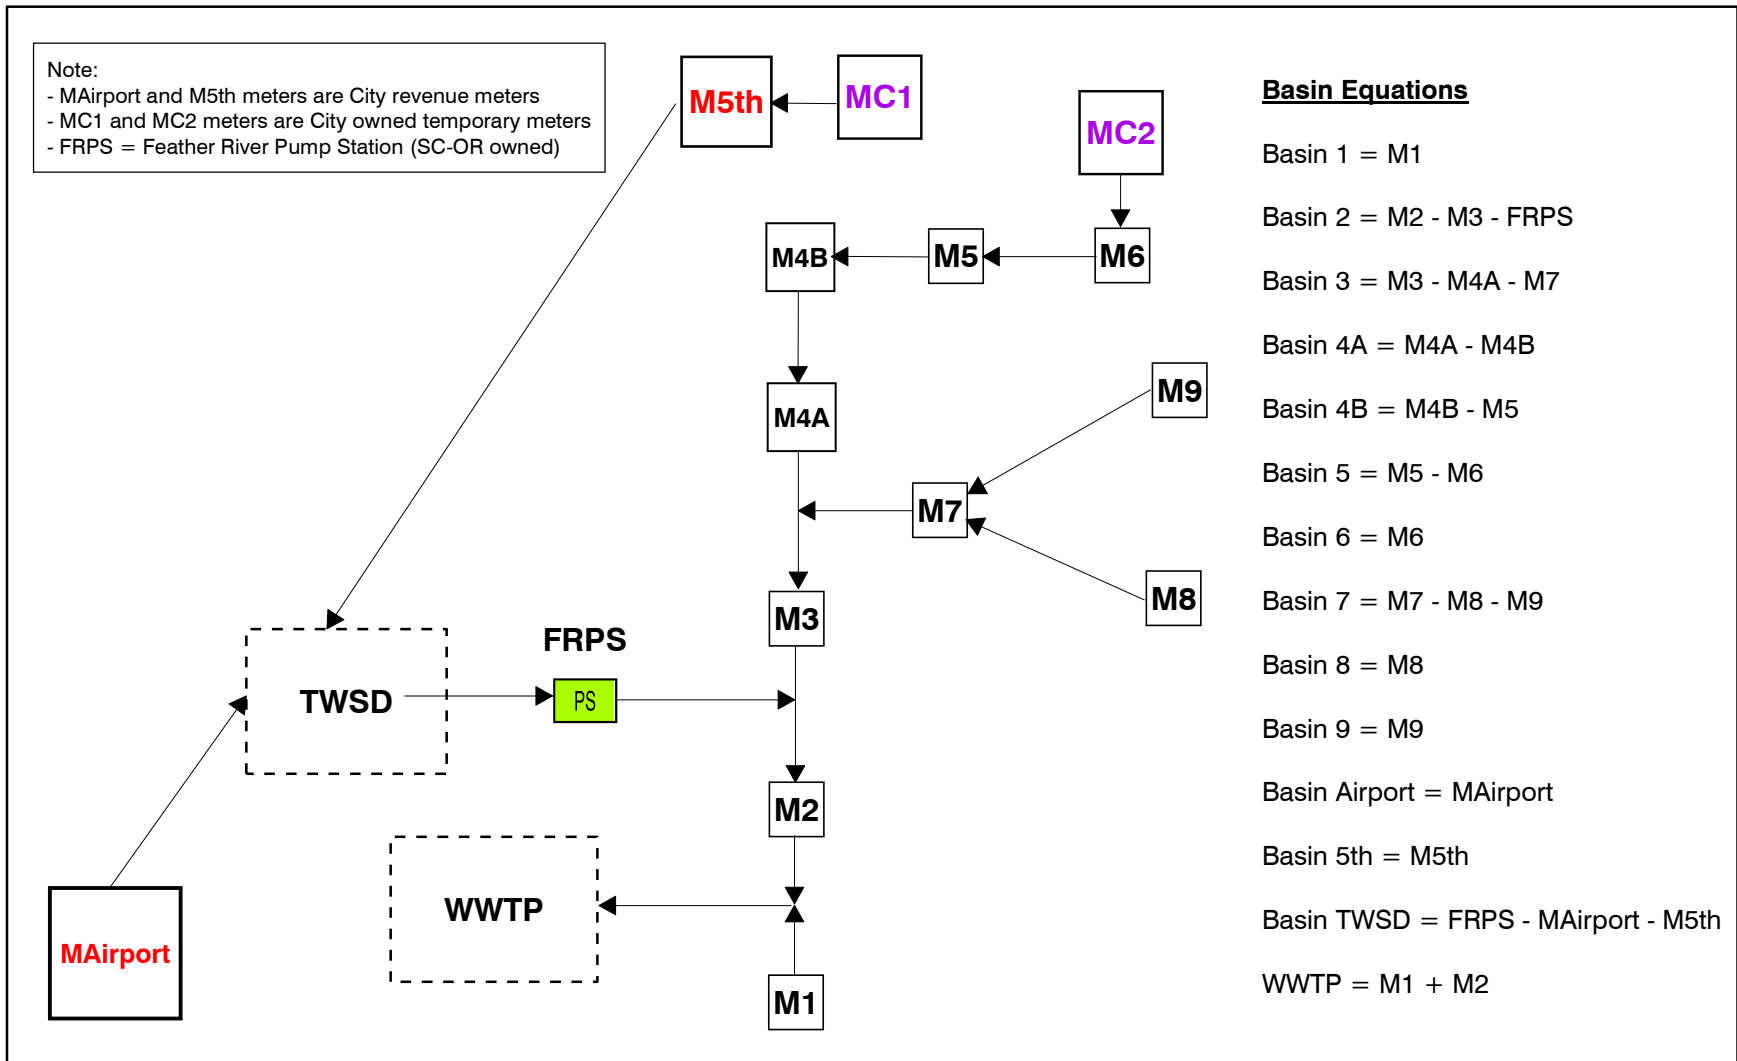 Note:
- MAirport and M5th meters are City revenue meters
- MC1 and MC2 meters are City owned temporary meters
- FRPS = Feather River Pump Station (SC-OR owned)
M5th
MC1
MC2
M4B
M5
M6
M4A
M9
M7
M8
M3
FRPS
TWSD
PS
M2
WWTP
MAirport
M1
Basin Equations
Basin 1 = M1
Basin 2 = M2 - M3 - FRPS
Basin 3 = M3 - M4A - M7
Basin 4A = M4A - M4B
Basin 4B = M4B - M5
Basin 5 = M5 - M6
Basin 6 = M6
Basin 7 = M7 - M8 - M9
Basin 8 = M8
Basin 9 = M9
Basin Airport = MAirport
Basin 5th = M5th
Basin TWSD = FRPS - MAirport - M5th
WWTP = M1 + M2